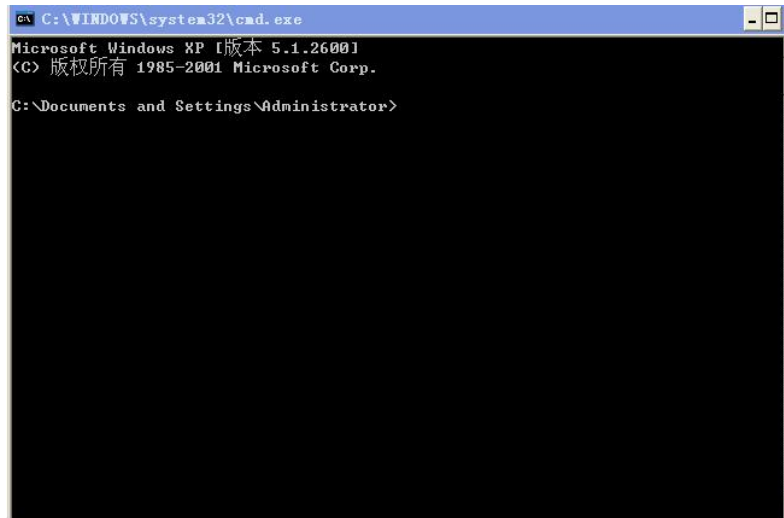 C:\WINDOWS\system32\cmd.exe
Microsoft Windows XP [版本 5.1.2600]
(C) 版权所有 1985-2001 Microsoft Corp.
C:\Documents and Settings\Administrator>